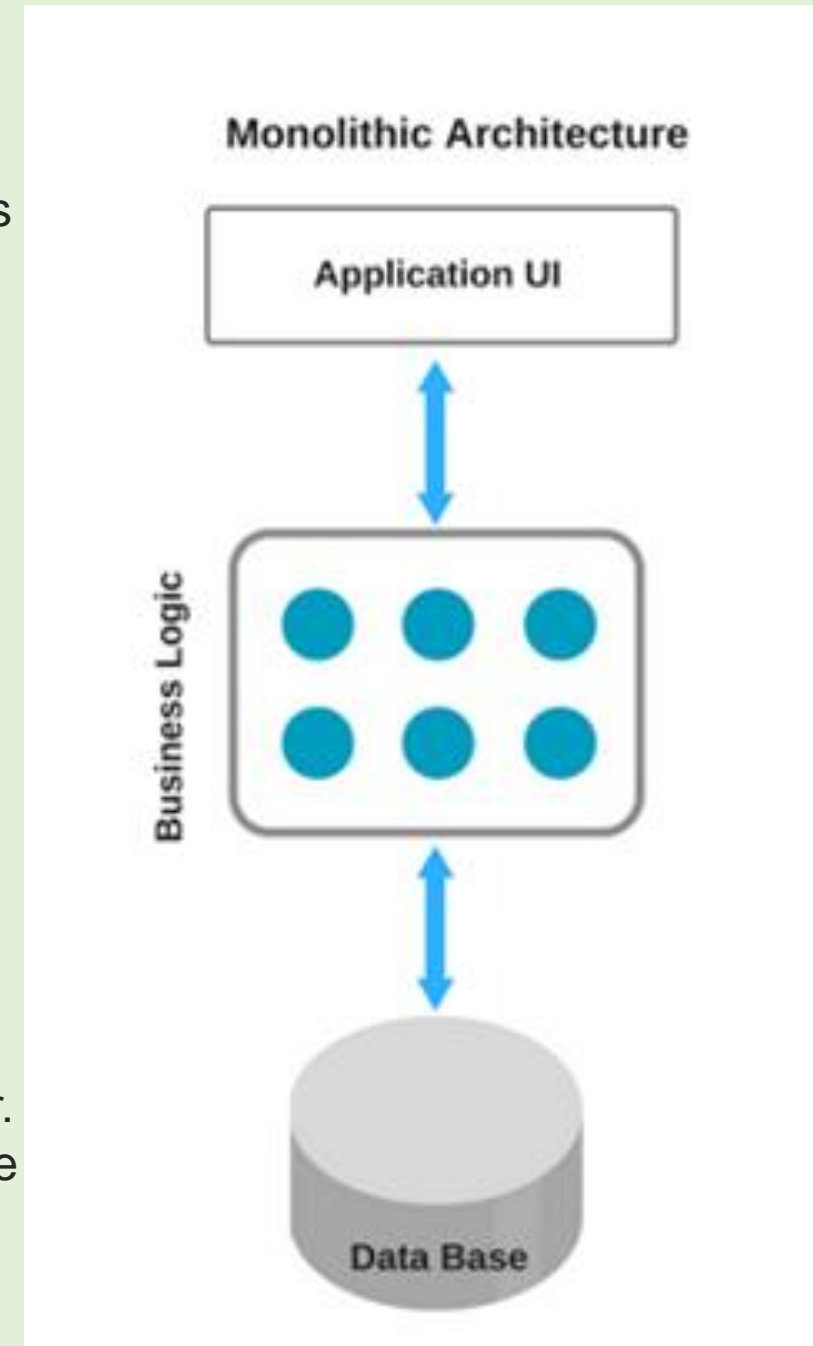 Monolithic Architecture
s
Application UI
Business Logic
r.
e
Data Base